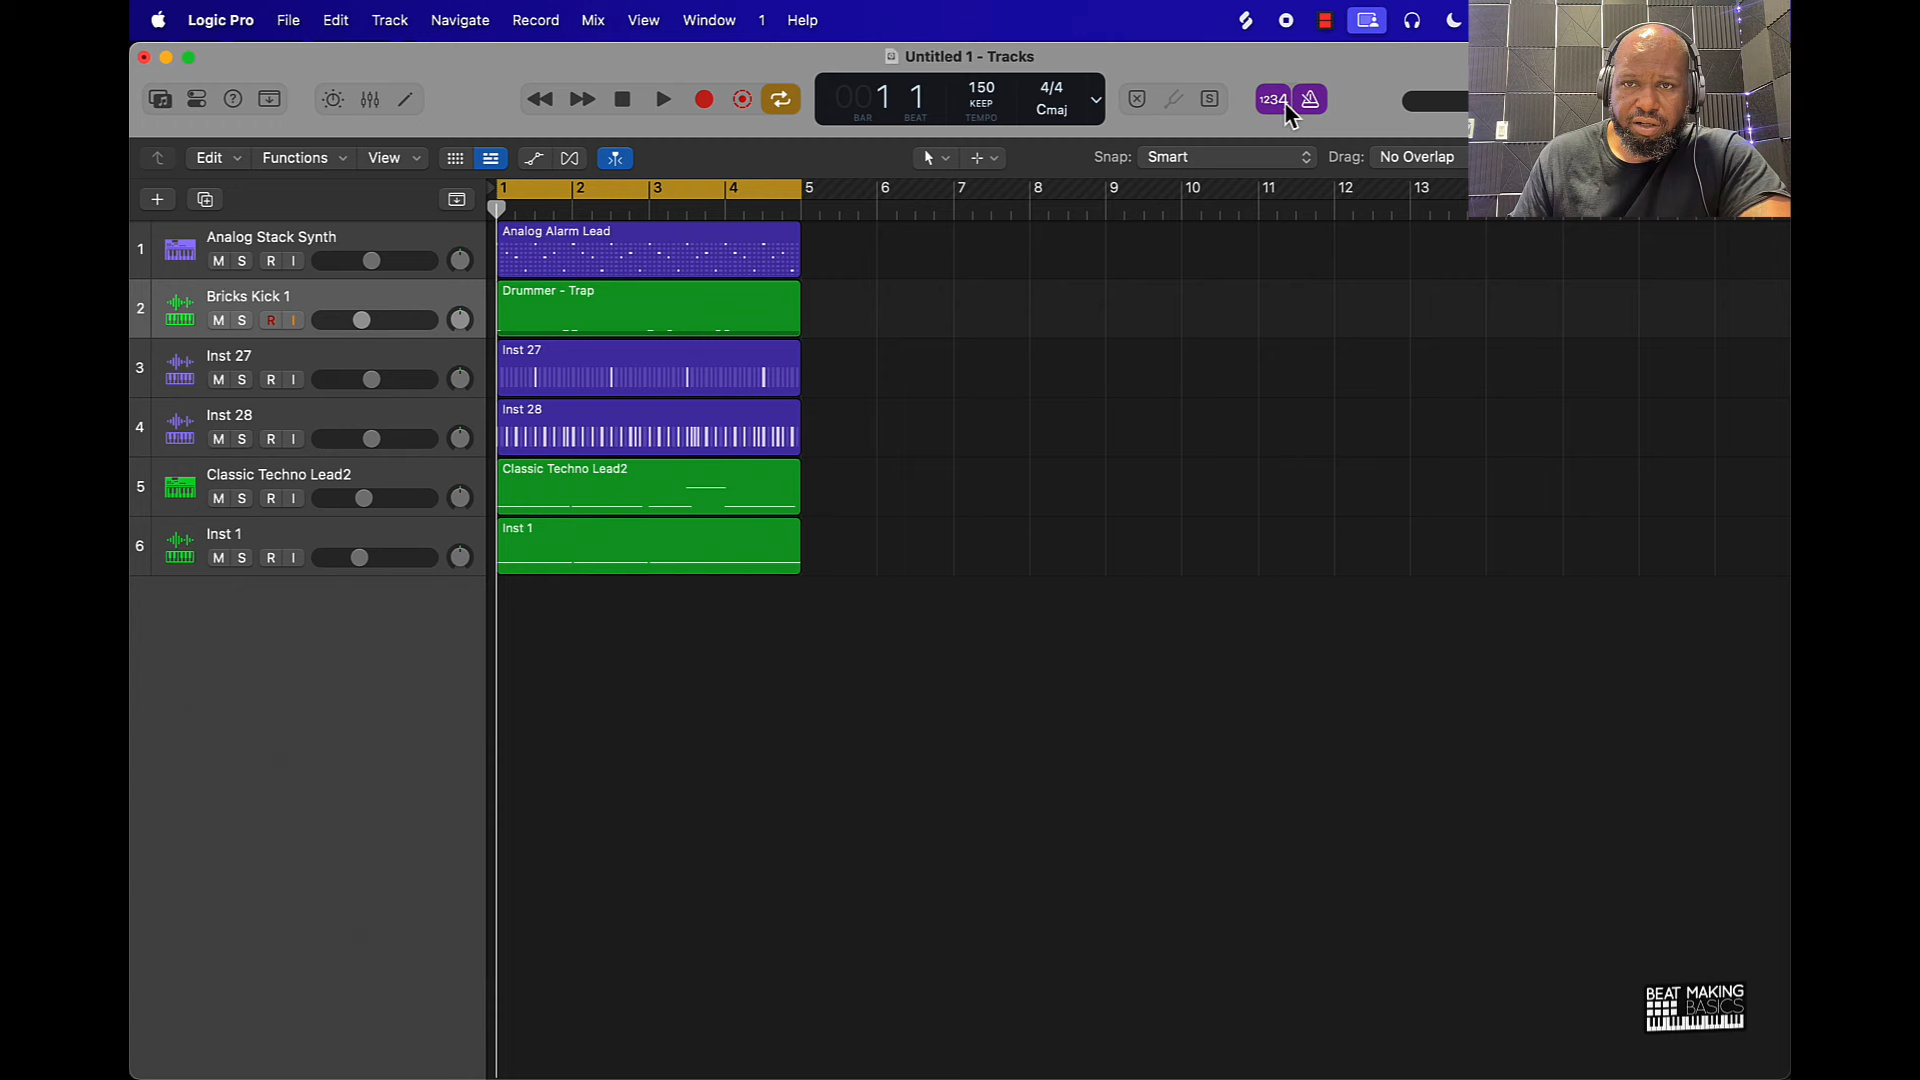 Logic Pro File Edit Track Navigate Record Mix View Window 1 Help
Untitled 1 - Tracks
001 1 150 4/4
KEEP Cmaj
BAR BEAT TEMPO
S 1234
Edit Functions View Snap: Smart Drag: No Overlap
1 2 3 4 5 6 7 8 9 10 11 12 13
1 Analog Stack Synth
M S R I
Analog Alarm Lead
2 Bricks Kick 1
M S R I
Drummer - Trap
3 Inst 27
M S R I
Inst 27
4 Inst 28
M S R I
Inst 28
5 Classic Techno Lead2
M S R I
Classic Techno Lead2
6 Inst 1
M S R I
Inst 1
BEAT MAKING
BASICS